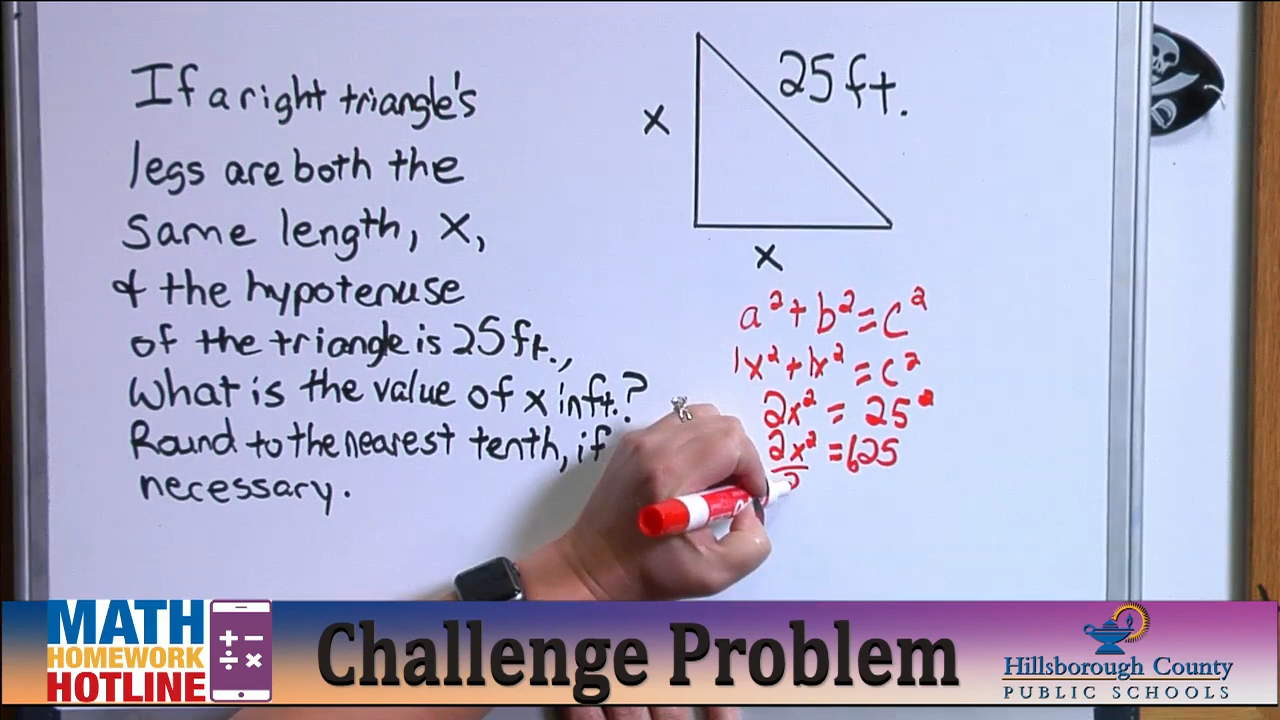 If a right triangle's
legs are both the
same length, x,
& the hypotenuse
of the triangle is 25 ft.,
What is the value of x in ft.?
Round to the nearest tenth, if
necessary.
25 ft.
x
x
a² + b² = c²
1x² + 1x² = c²
2x² = 25²
2x² = 625
2
MATH
HOMEWORK
HOTLINE
+ −
÷ ×
Challenge Problem
Hillsborough County
PUBLIC SCHOOLS